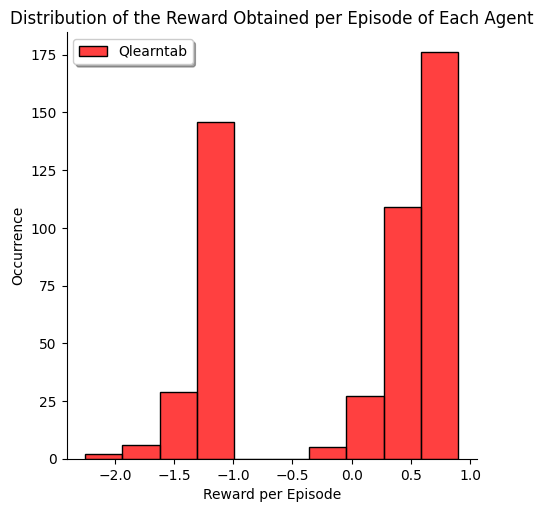 Distribution of the Reward Obtained per Episode of Each Agent
Qlearntab
175
150
125
100
75
50
25
0
Occurrence
−2.0 −1.5 −1.0 −0.5 0.0 0.5 1.0
Reward per Episode